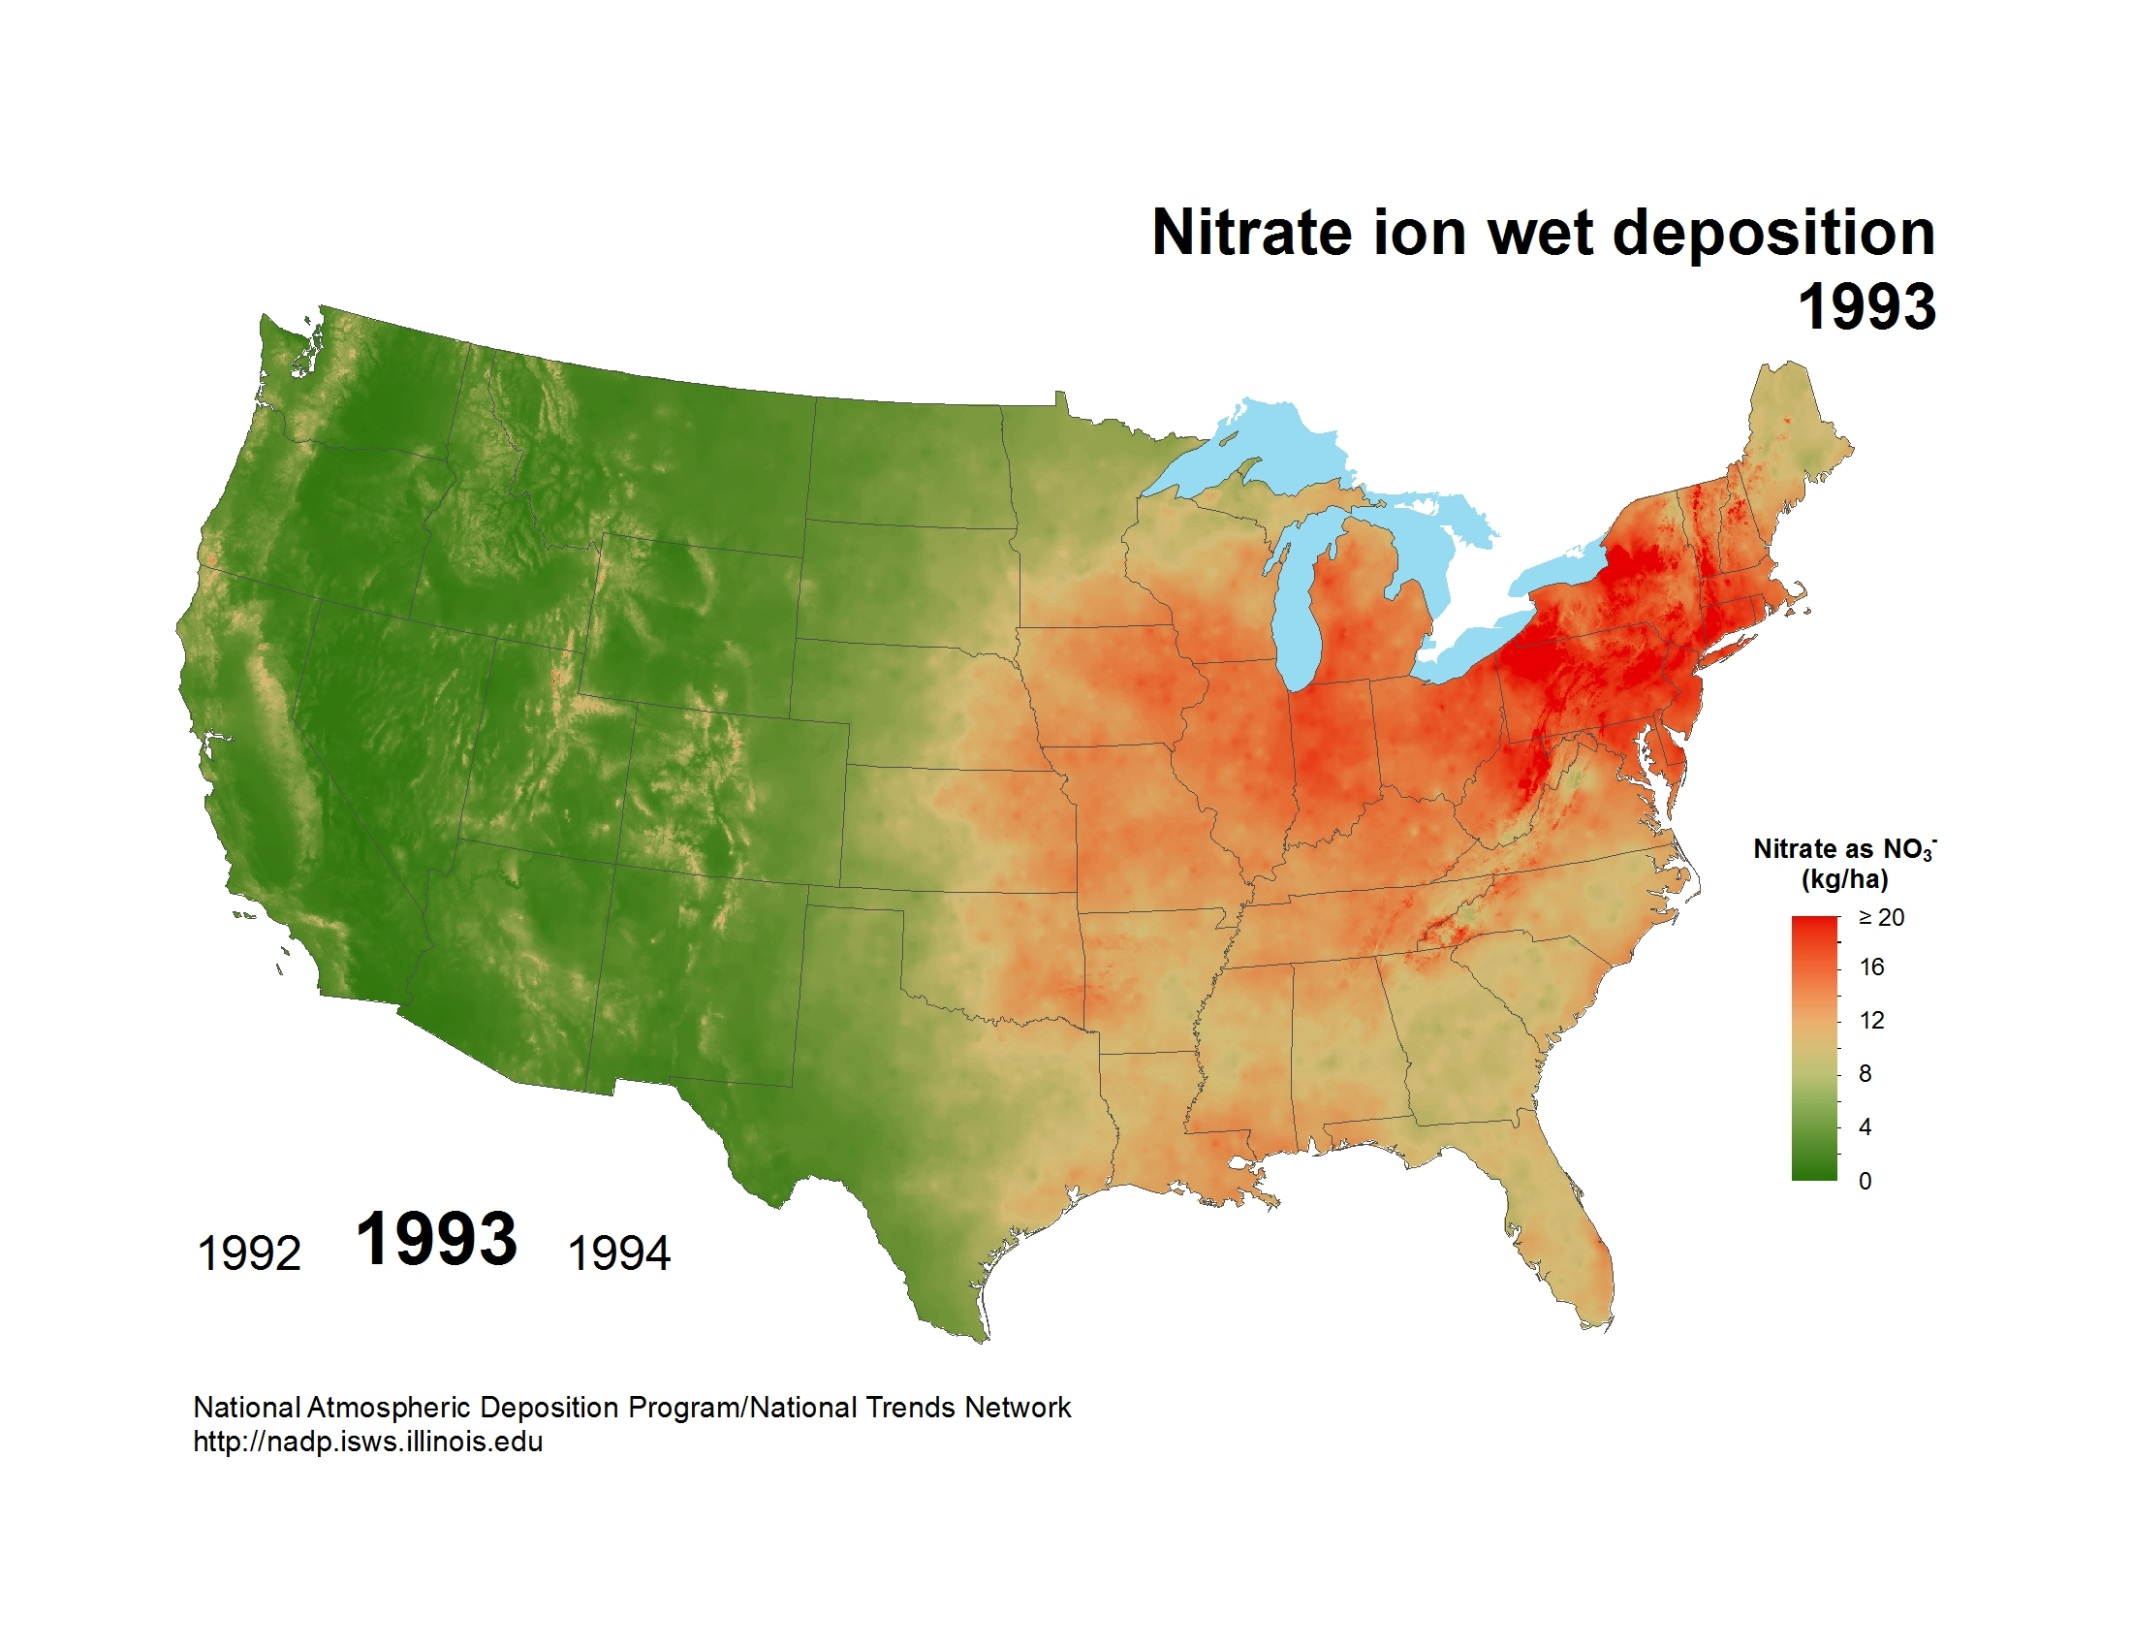 Nitrate ion wet deposition
1993
Nitrate as NO₃⁻
(kg/ha)
≥ 20
16
12
8
4
0
1992 1993 1994
National Atmospheric Deposition Program/National Trends Network
http://nadp.isws.illinois.edu